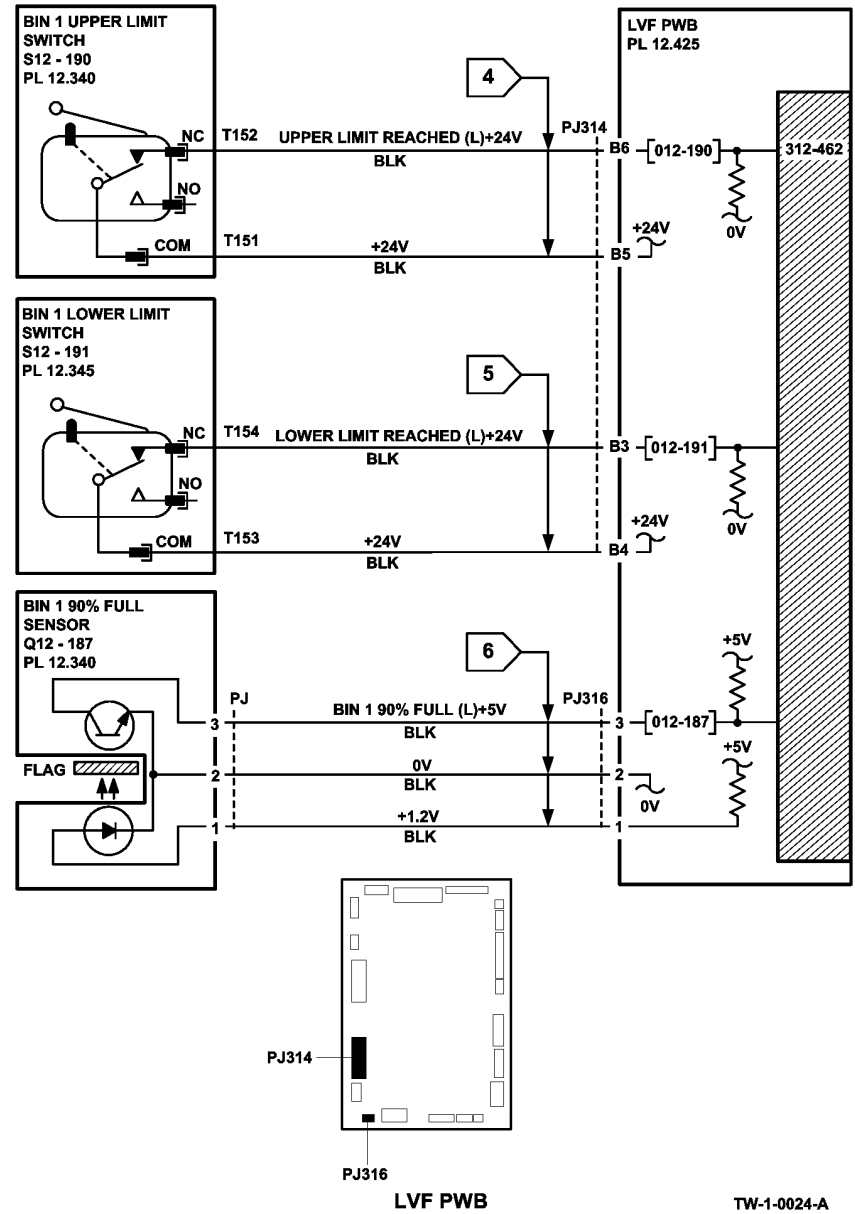 BIN 1 UPPER LIMIT
SWITCH
S12 - 190
PL 12.340
NC
NO
COM
T152
T151
UPPER LIMIT REACHED (L)+24V
BLK
+24V
BLK
4
PJ314
LVF PWB
PL 12.425
B6
[012-190]
312-462
0V
+24V
B5
BIN 1 LOWER LIMIT
SWITCH
S12 - 191
PL 12.345
NC
NO
COM
T154
T153
LOWER LIMIT REACHED (L)+24V
BLK
+24V
BLK
5
B3
[012-191]
0V
+24V
B4
BIN 1 90% FULL
SENSOR
Q12 - 187
PL 12.340
FLAG
PJ
3
2
1
BIN 1 90% FULL (L)+5V
BLK
0V
BLK
+1.2V
BLK
6
PJ316
3
2
1
[012-187]
+5V
+5V
0V
PJ314
PJ316
LVF PWB
TW-1-0024-A